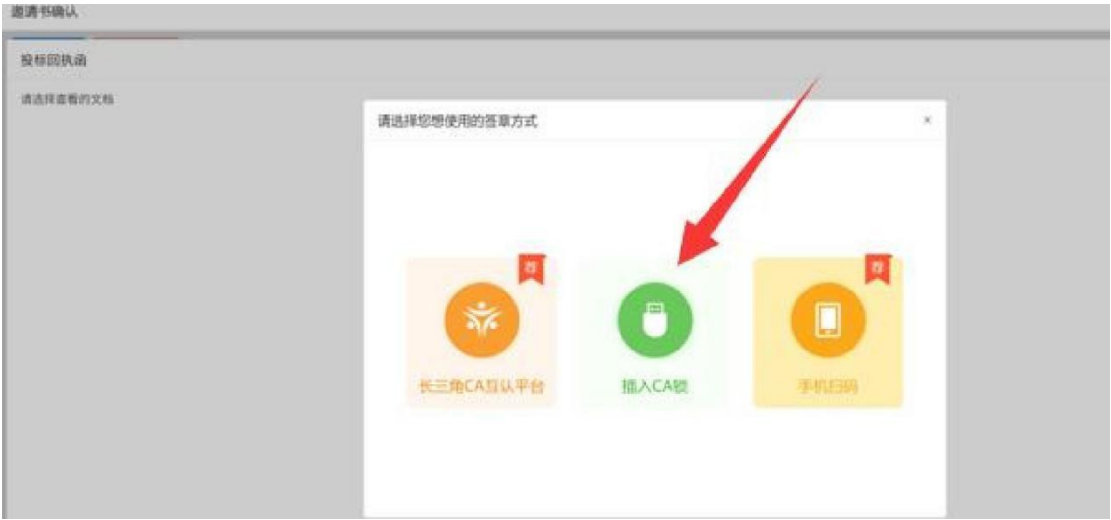 邀请书确认
投标回执函
请选择查看的文档
请选择您想使用的签章方式
×
荐
荐
长三角CA互认平台
插入CA锁
手机扫码